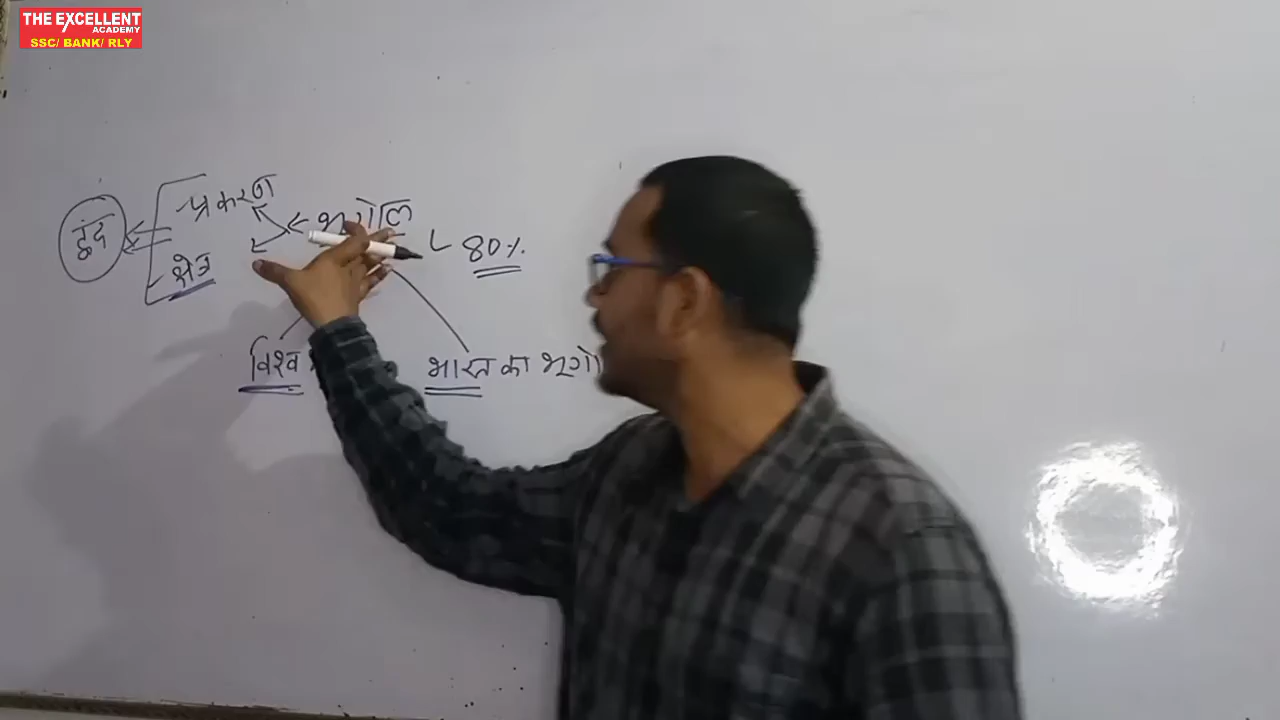 THE EXCELLENT
ACADEMY
SSC/ BANK/ RLY
प्रकरण
भूगोल
द्वंद
80%
क्षेत्र
विश्व
भारत का भूगो